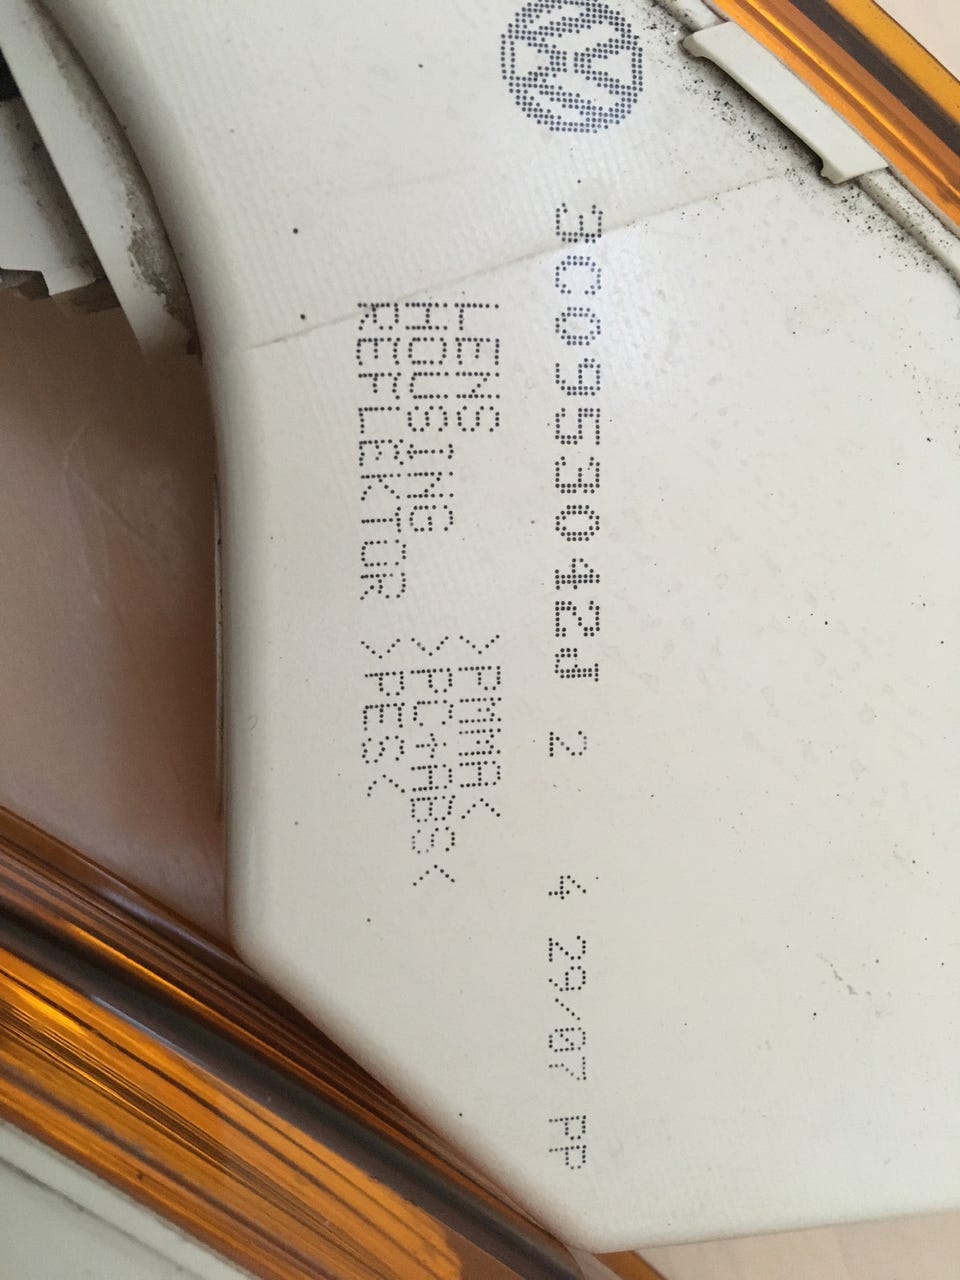 3C0953042J 2 4 29/07 PP
LENS >PMMA<
HOUSING >PC+ABS<
REFLEKTOR >PES<